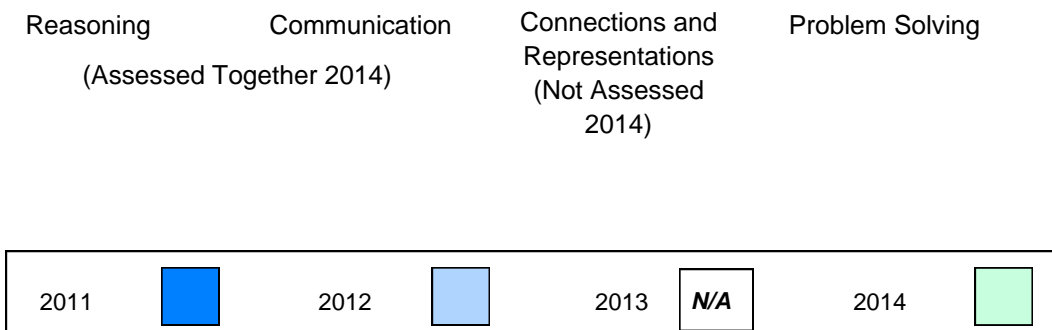 Reasoning
Communication
(Assessed Together 2014)
Connections and
Representations
(Not Assessed
2014)
Problem Solving
2011
2012
2013
N/A
2014